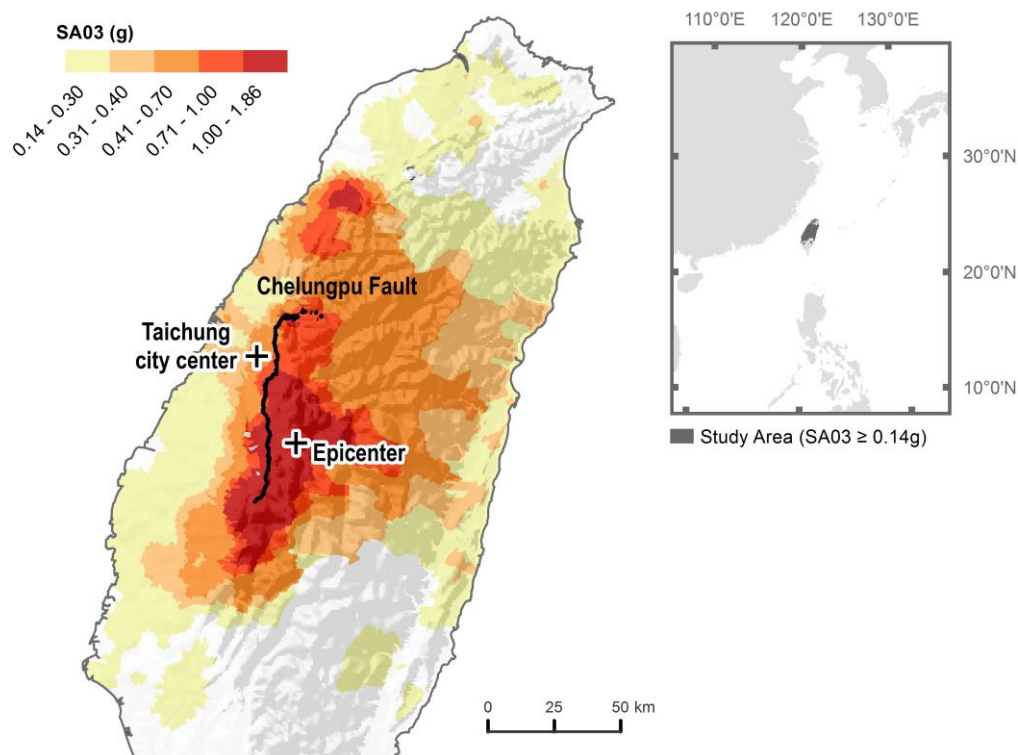 SA03 (g)
0.14 - 0.30
0.31 - 0.40
0.41 - 0.70
0.71 - 1.00
1.00 - 1.86
Chelungpu Fault
Taichung
city center
Epicenter
0 25 50 km
110°0'E 120°0'E 130°0'E
30°0'N
20°0'N
10°0'N
Study Area (SA03 ≥ 0.14g)